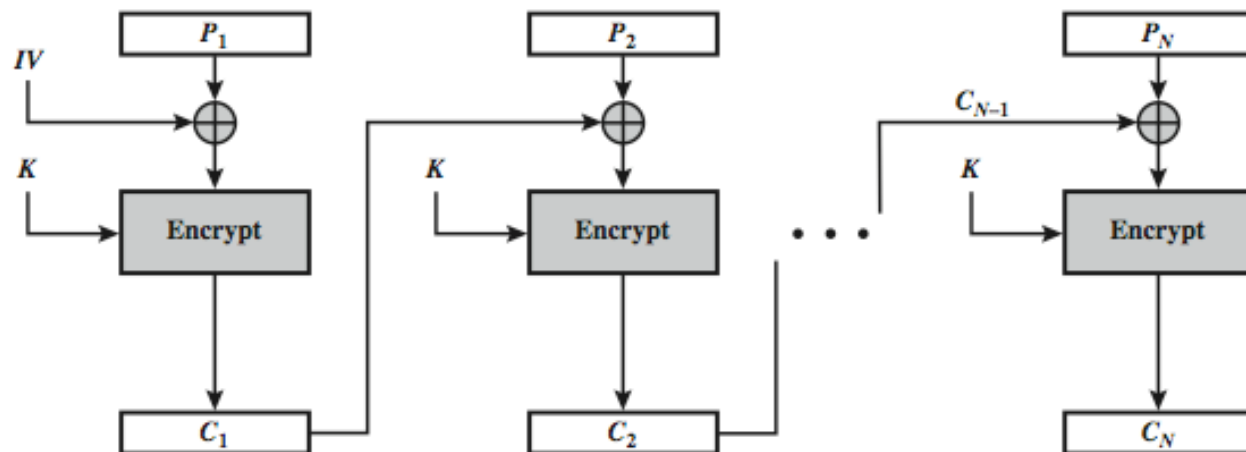 P1 P2 PN
IV
CN–1
K K K
Encrypt Encrypt Encrypt
C1 C2 CN